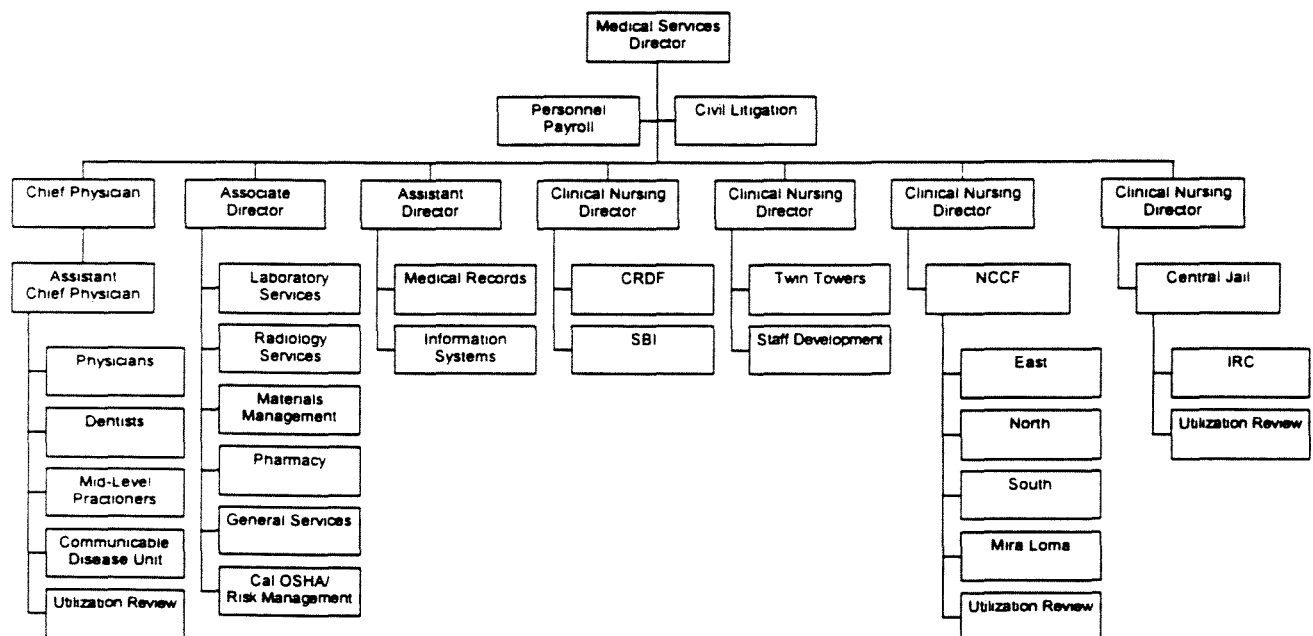 Medical Services
Director
Personnel
Payroll
Civil Litigation
Chief Physician
Associate
Director
Assistant
Director
Clinical Nursing
Director
Clinical Nursing
Director
Clinical Nursing
Director
Clinical Nursing
Director
Assistant
Chief Physician
Physicians
Dentists
Mid-Level
Practioners
Communicable
Disease Unit
Utilization Review
Laboratory
Services
Radiology
Services
Materials
Management
Pharmacy
General Services
Cal OSHA/
Risk Management
Medical Records
Information
Systems
CRDF
SBI
Twin Towers
Staff Development
NCCF
East
North
South
Mira Loma
Utilization Review
Central Jail
IRC
Utilization Review